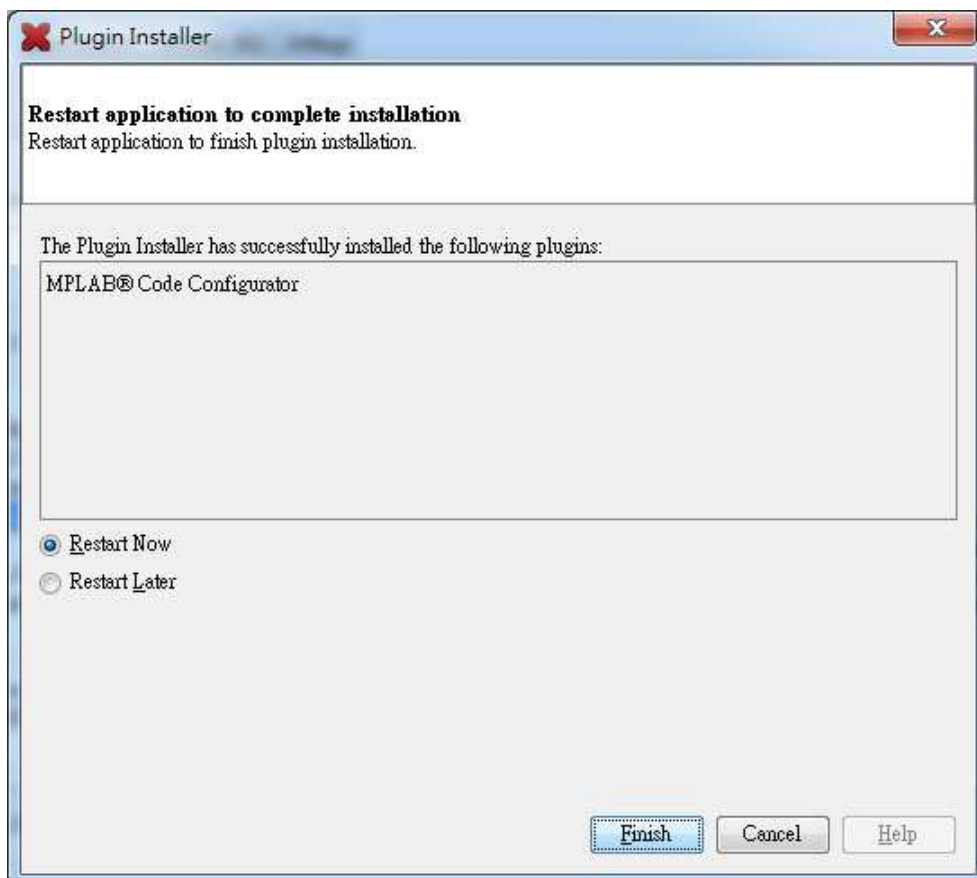 Plugin Installer
Restart application to complete installation
Restart application to finish plugin installation.
The Plugin Installer has successfully installed the following plugins:
MPLAB® Code Configurator
Restart Now
Restart Later
Finish Cancel Help